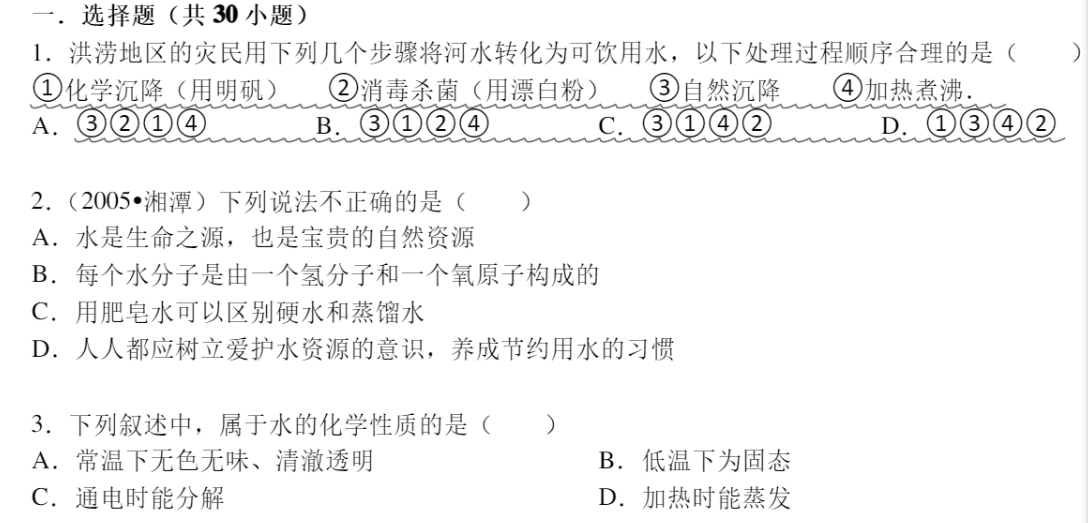 一．选择题（共 30 小题）
1．洪涝地区的灾民用下列几个步骤将河水转化为可饮用水，以下处理过程顺序合理的是（　　）
①化学沉降（用明矾）　　②消毒杀菌（用漂白粉）　　③自然沉降　　④加热煮沸．
A．③②①④　　B．③①②④　　C．③①④②　　D．①③④②
2．（2005•湘潭）下列说法不正确的是（　　）
A．水是生命之源，也是宝贵的自然资源
B．每个水分子是由一个氢分子和一个氧原子构成的
C．用肥皂水可以区别硬水和蒸馏水
D．人人都应树立爱护水资源的意识，养成节约用水的习惯
3．下列叙述中，属于水的化学性质的是（　　）
A．常温下无色无味、清澈透明　　B．低温下为固态
C．通电时能分解　　D．加热时能蒸发